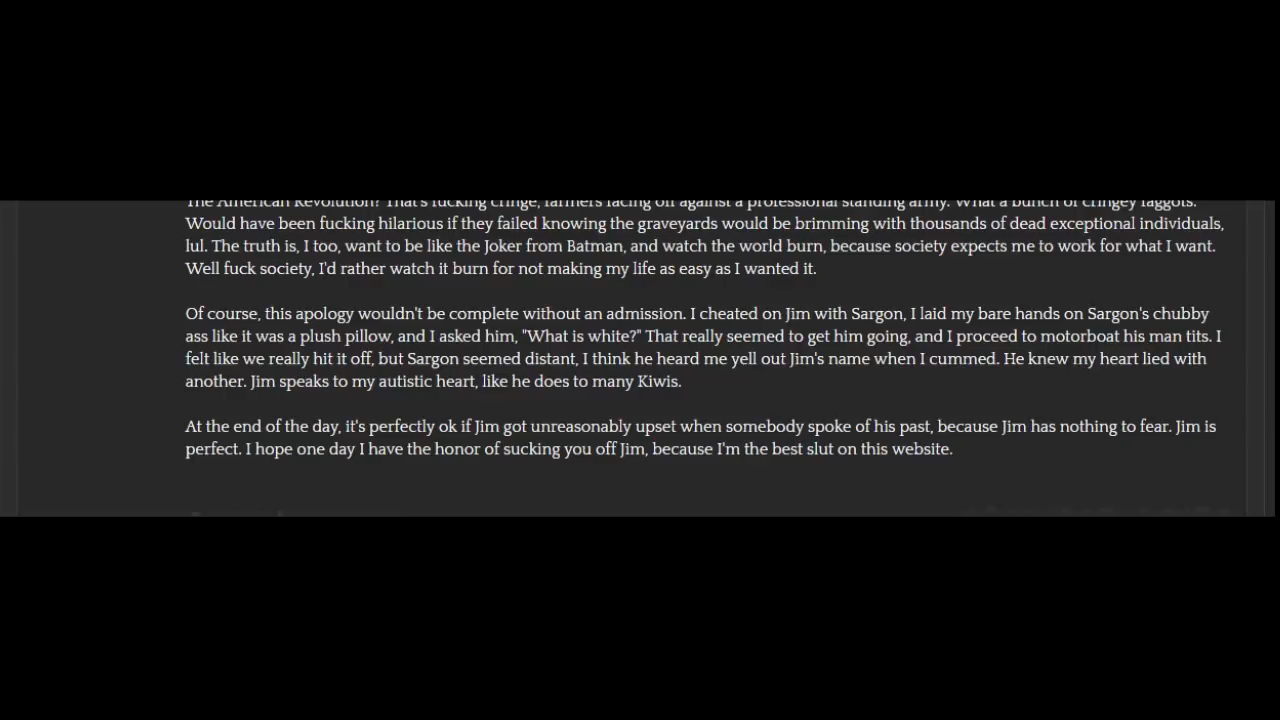 The American Revolution? That's fucking cringe, farmers facing off against a professional standing army. What a bunch of cringey faggots.
Would have been fucking hilarious if they failed knowing the graveyards would be brimming with thousands of dead exceptional individuals,
lul. The truth is, I too, want to be like the Joker from Batman, and watch the world burn, because society expects me to work for what I want.
Well fuck society, I'd rather watch it burn for not making my life as easy as I wanted it.
Of course, this apology wouldn't be complete without an admission. I cheated on Jim with Sargon, I laid my bare hands on Sargon's chubby
ass like it was a plush pillow, and I asked him, "What is white?" That really seemed to get him going, and I proceed to motorboat his man tits. I
felt like we really hit it off, but Sargon seemed distant, I think he heard me yell out Jim's name when I cummed. He knew my heart lied with
another. Jim speaks to my autistic heart, like he does to many Kiwis.
At the end of the day, it's perfectly ok if Jim got unreasonably upset when somebody spoke of his past, because Jim has nothing to fear. Jim is
perfect. I hope one day I have the honor of sucking you off Jim, because I'm the best slut on this website.